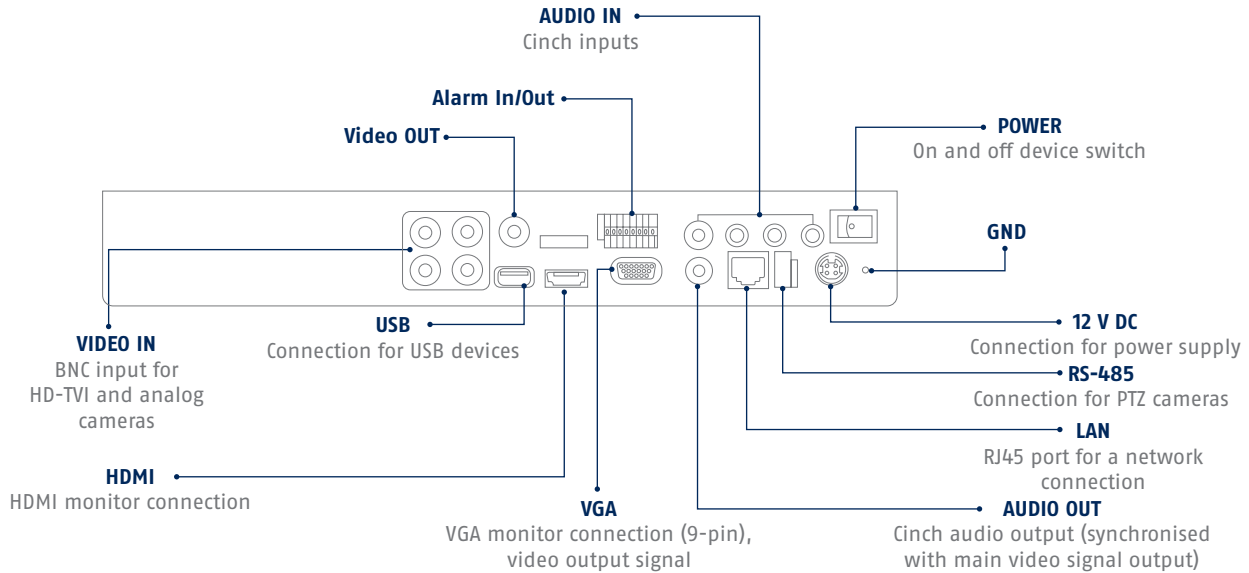 AUDIO IN
Cinch inputs
Alarm In/Out
Video OUT
POWER
On and off device switch
GND
VIDEO IN
BNC input for
HD-TVI and analog
cameras
USB
Connection for USB devices
12 V DC
Connection for power supply
RS-485
Connection for PTZ cameras
LAN
RJ45 port for a network
connection
HDMI
HDMI monitor connection
VGA
VGA monitor connection (9-pin),
video output signal
AUDIO OUT
Cinch audio output (synchronised
with main video signal output)